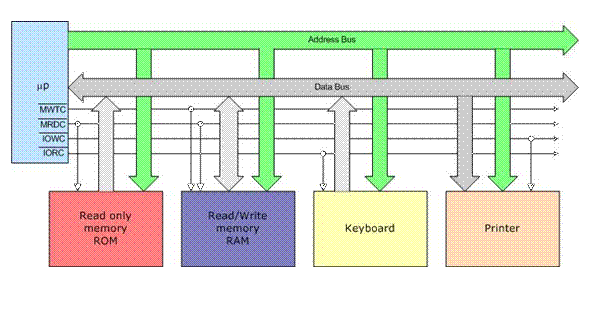 Address Bus
μp
Data Bus
MWTC
MRDC
IOWC
IORC
Read only
memory
ROM
Read/Write
memory
RAM
Keyboard
Printer